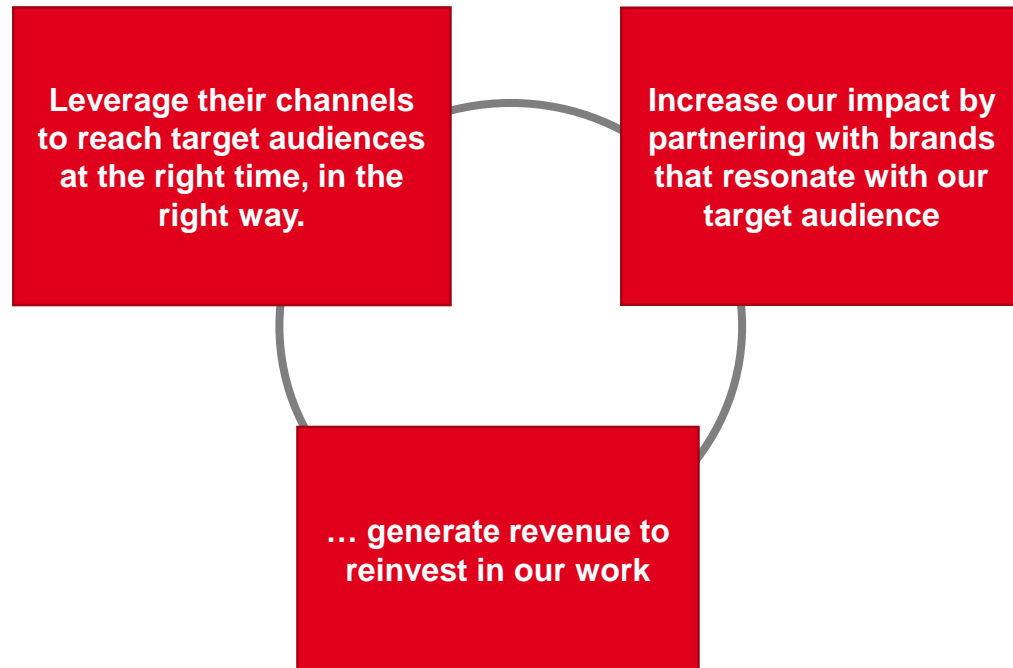 Leverage their channels
to reach target audiences
at the right time, in the
right way.
Increase our impact by
partnering with brands
that resonate with our
target audience
… generate revenue to
reinvest in our work